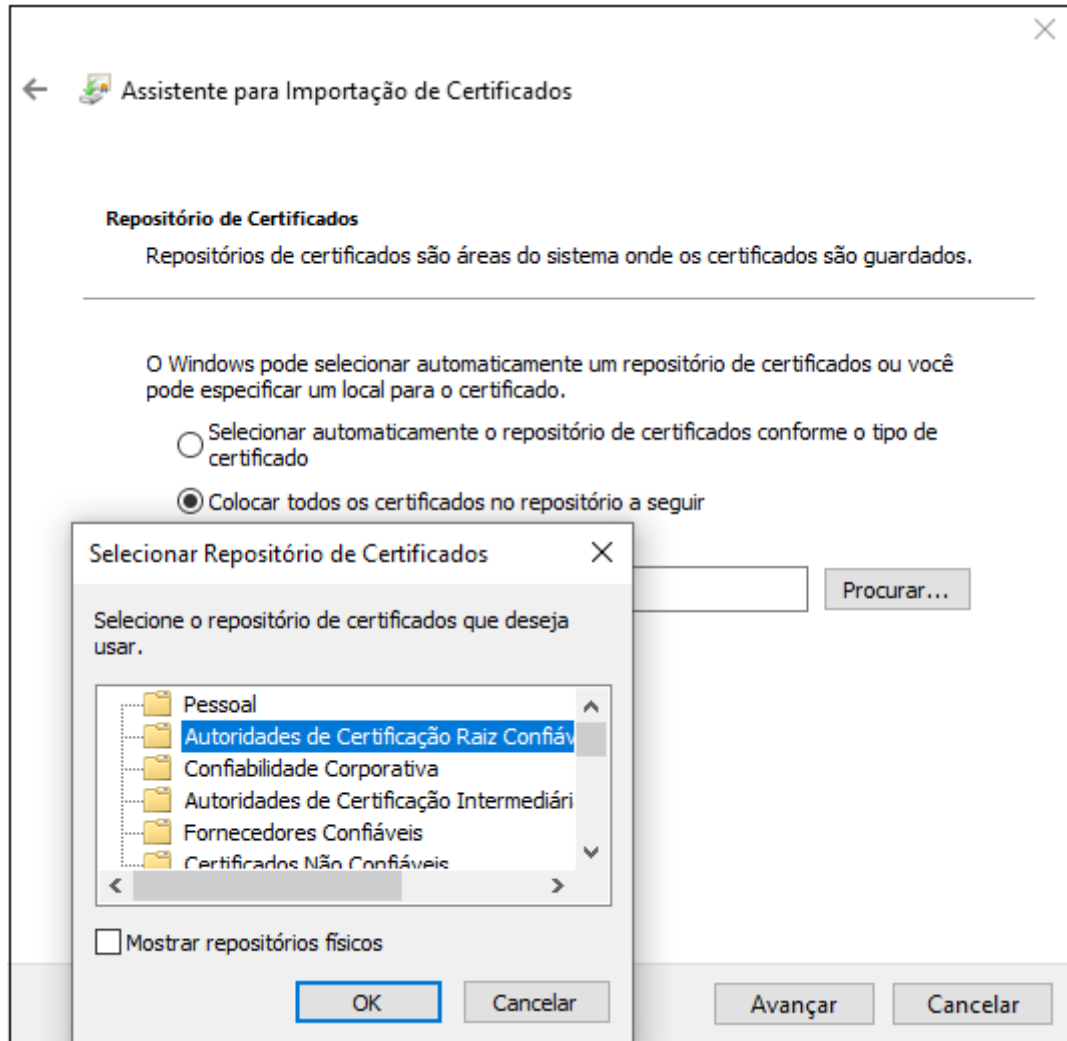 Assistente para Importação de Certificados
Repositório de Certificados
Repositórios de certificados são áreas do sistema onde os certificados são guardados.
O Windows pode selecionar automaticamente um repositório de certificados ou você
pode especificar um local para o certificado.
Selecionar automaticamente o repositório de certificados conforme o tipo de
certificado
Colocar todos os certificados no repositório a seguir
Selecionar Repositório de Certificados
Procurar...
Selecione o repositório de certificados que deseja
usar.
Pessoal
Autoridades de Certificação Raiz Confiáv
Confiabilidade Corporativa
Autoridades de Certificação Intermediári
Fornecedores Confiáveis
Certificados Não Confiáveis
Mostrar repositórios físicos
OK
Cancelar
Avançar
Cancelar